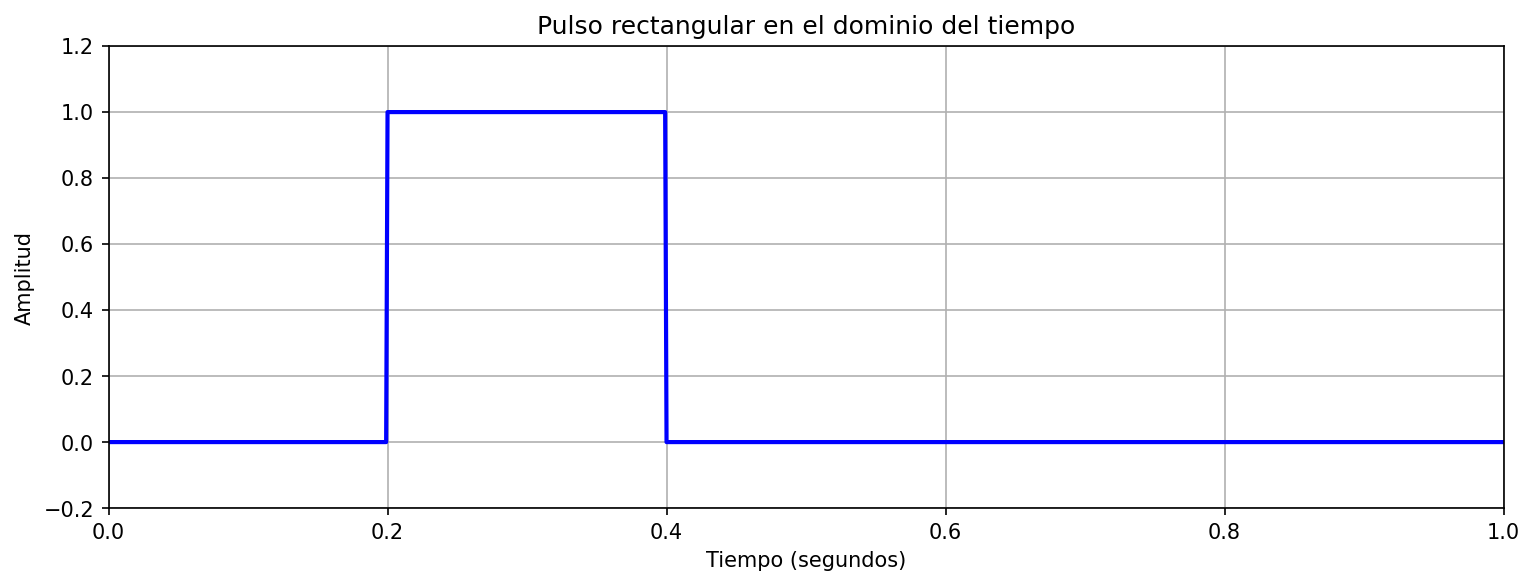 Pulso rectangular en el dominio del tiempo
1.2
1.0
0.8
0.6
0.4
0.2
0.0
−0.2
Amplitud
0.0 0.2 0.4 0.6 0.8 1.0
Tiempo (segundos)